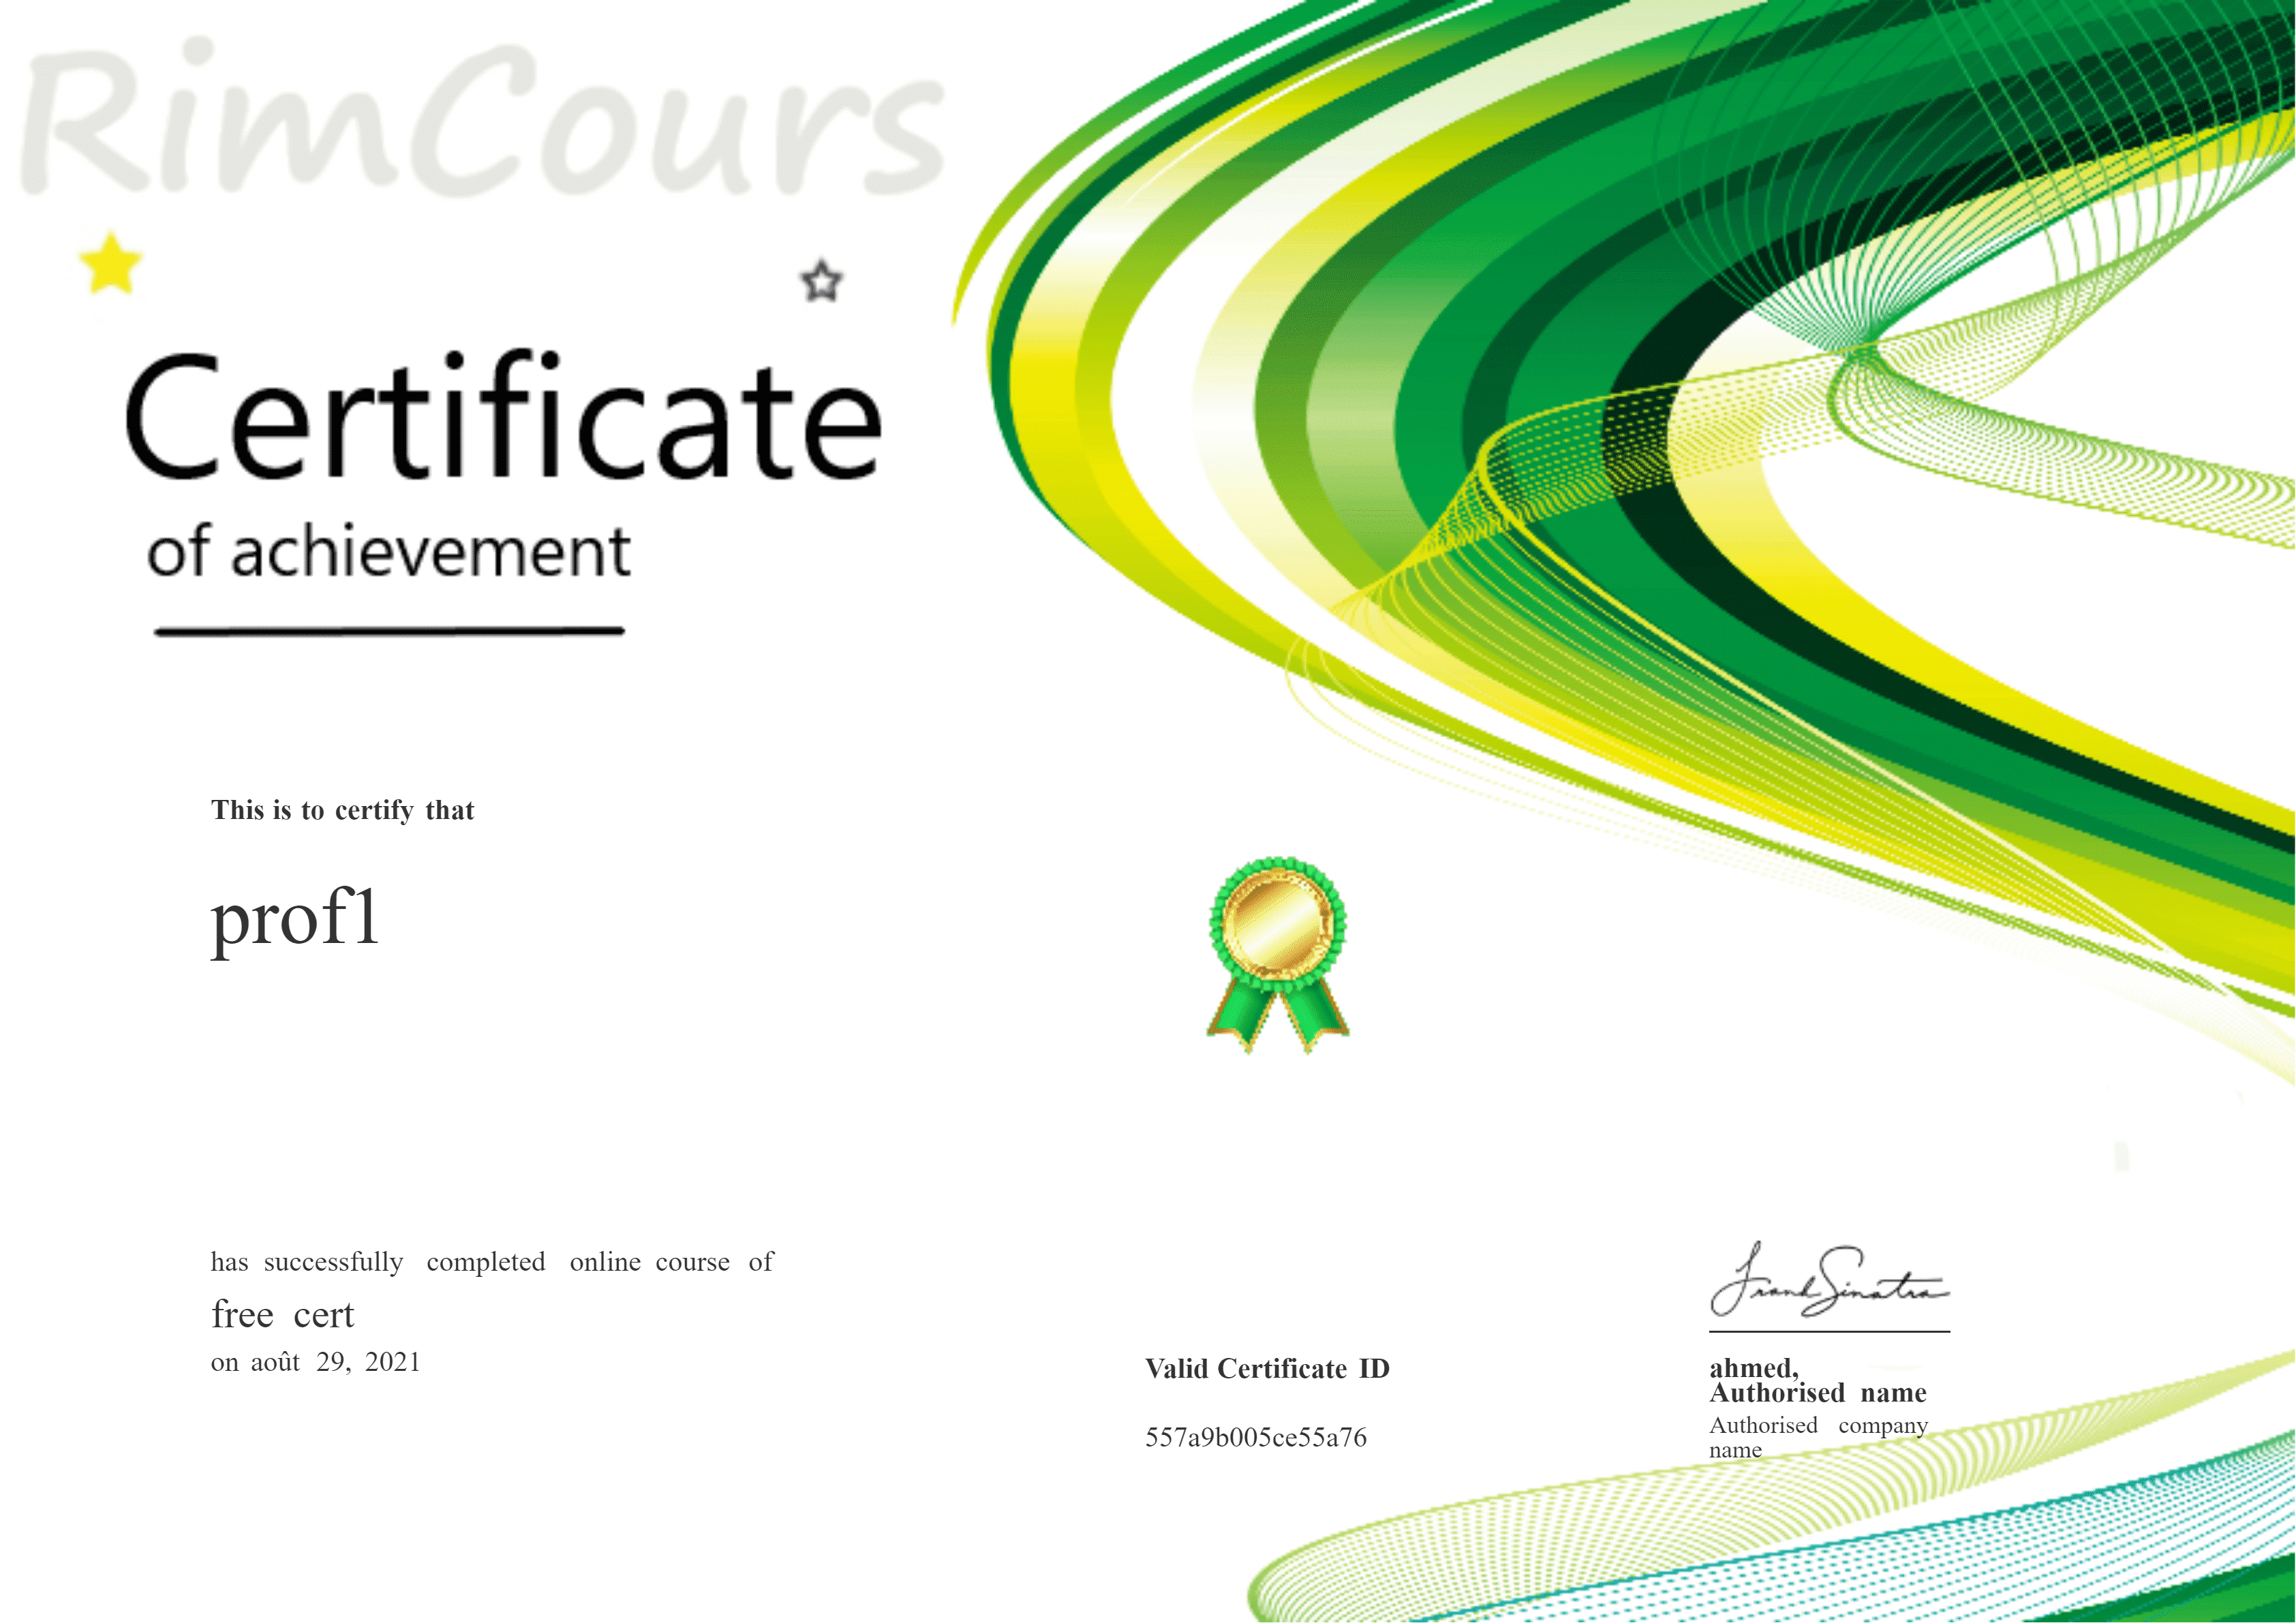 RimCours
Certificate
of achievement
This is to certify that
prof1
has successfully completed online course of
free cert
on août 29, 2021
Valid Certificate ID
557a9b005ce55a76
Frank Sinatra
ahmed,
Authorised name
Authorised company
name